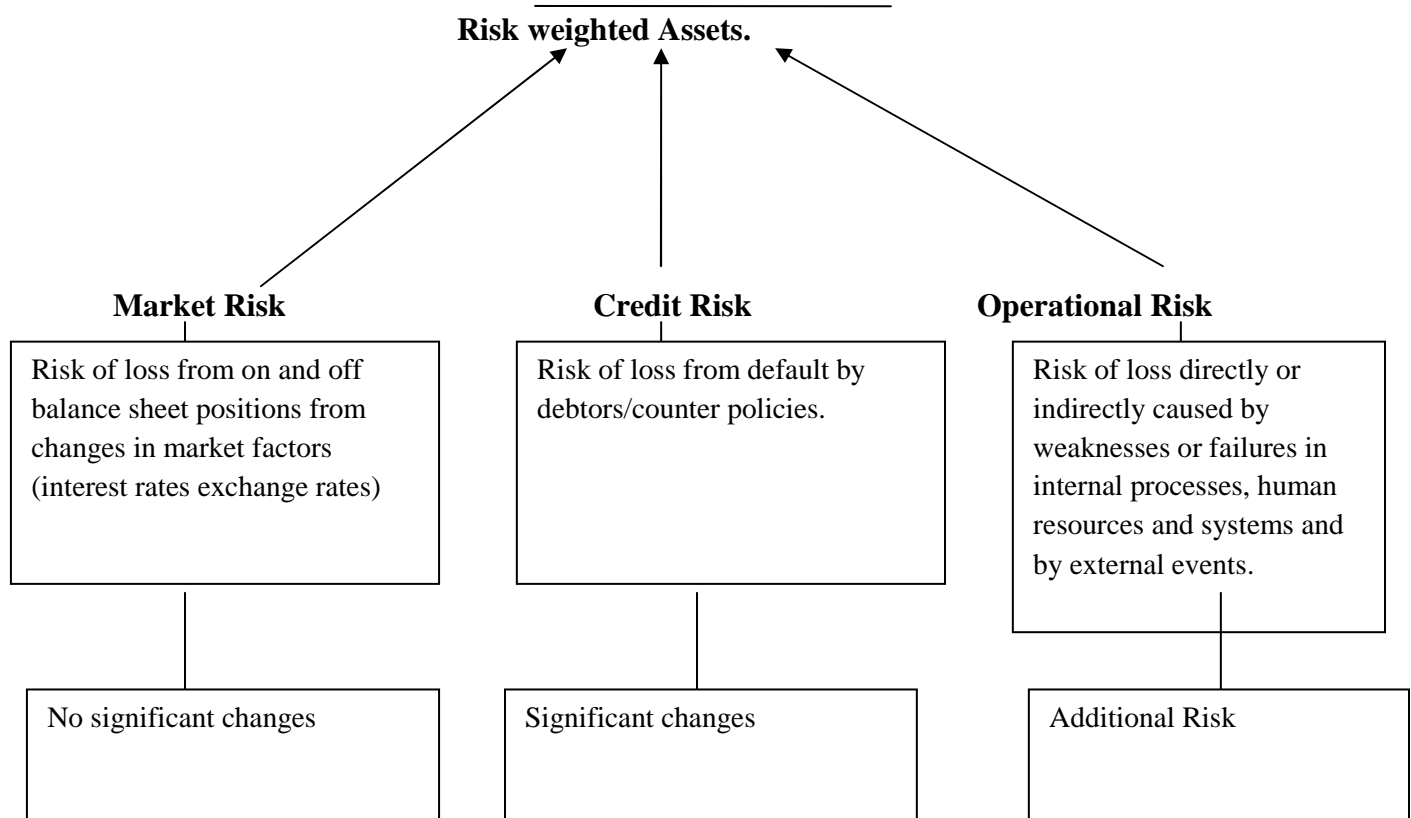 Risk weighted Assets.
Market Risk
Credit Risk
Operational Risk
Risk of loss from on and off
balance sheet positions from
changes in market factors
(interest rates exchange rates)
Risk of loss from default by
debtors/counter policies.
Risk of loss directly or
indirectly caused by
weaknesses or failures in
internal processes, human
resources and systems and
by external events.
No significant changes
Significant changes
Additional Risk